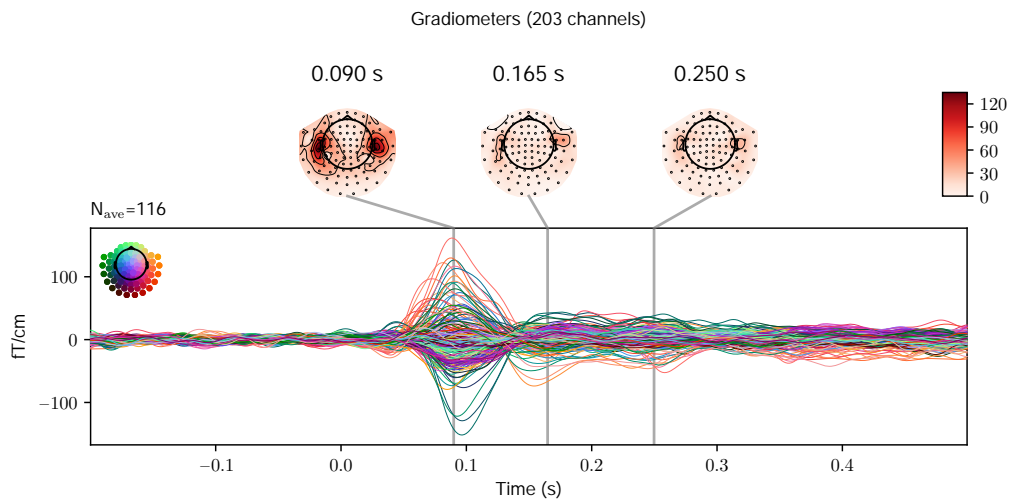 Gradiometers (203 channels)
0.090 s 0.165 s 0.250 s
120
90
60
30
0
N_ave=116
100
0
−100
fT/cm
−0.1 0.0 0.1 0.2 0.3 0.4
Time (s)